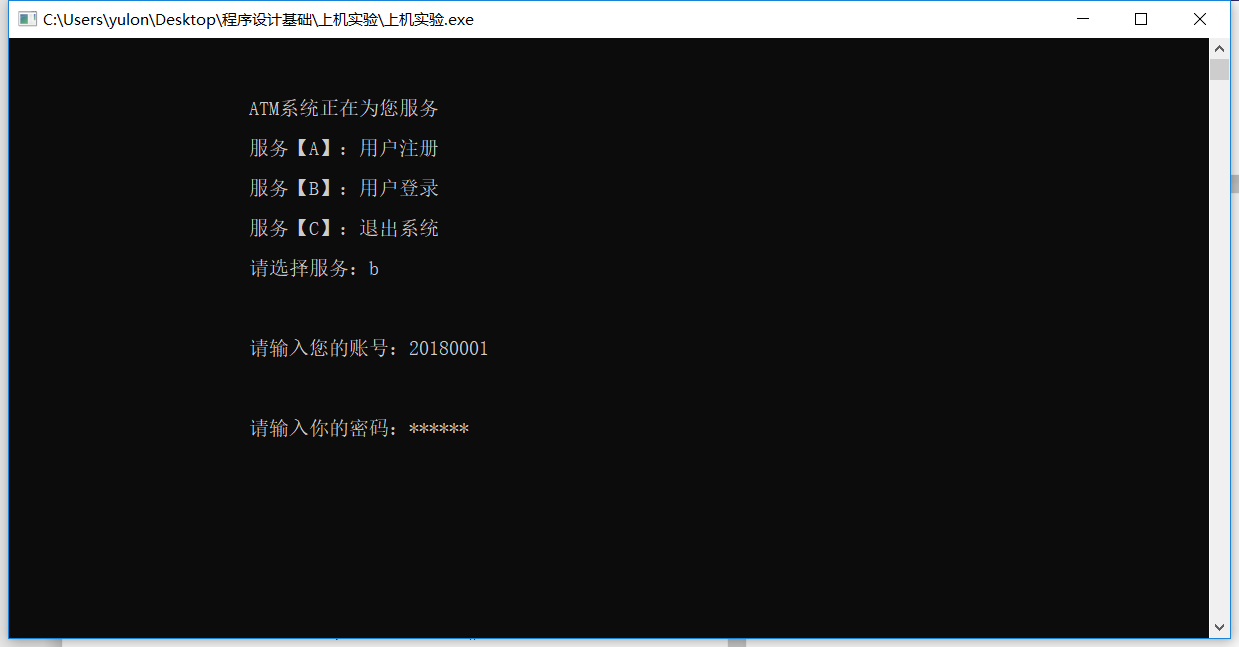 C:\Users\yulon\Desktop\程序设计基础\上机实验\上机实验.exe
ATM系统正在为您服务
服务【A】：用户注册
服务【B】：用户登录
服务【C】：退出系统
请选择服务：b
请输入您的账号：20180001
请输入你的密码：******